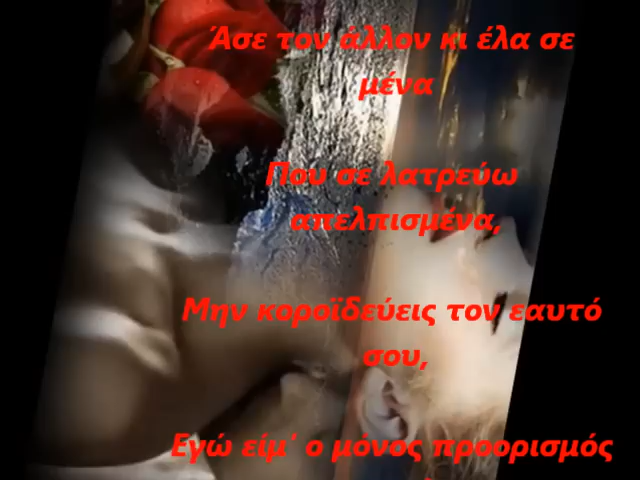 Άσε τον άλλον κι έλα σε
μένα
Που σε λατρεύω
απελπισμένα,
Μην κοροϊδεύεις τον εαυτό
σου,
Εγώ είμ' ο μόνος προορισμός